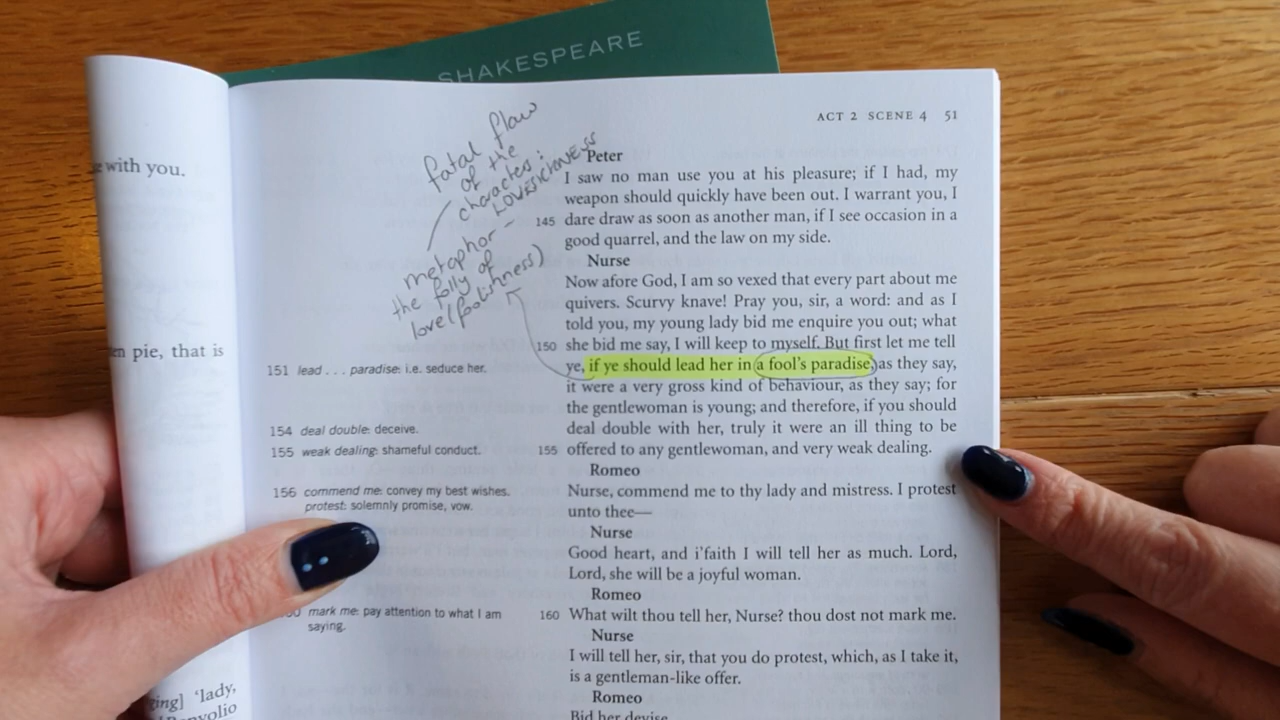 SHAKESPEARE
ACT 2 SCENE 4 51
with you.
pie, that is
lady,
fatal flaw
of the
character:
LOVESICKNESS
metaphor –
the folly of
love (foolishness)
Peter
I saw no man use you at his pleasure; if I had, my
weapon should quickly have been out. I warrant you, I
145 dare draw as soon as another man, if I see occasion in a
good quarrel, and the law on my side.
Nurse
Now afore God, I am so vexed that every part about me
quivers. Scurvy knave! Pray you, sir, a word: and as I
told you, my young lady bid me enquire you out; what
150 she bid me say, I will keep to myself. But first let me tell
ye, if ye should lead her in a fool's paradise, as they say,
it were a very gross kind of behaviour, as they say; for
the gentlewoman is young; and therefore, if you should
deal double with her, truly it were an ill thing to be
155 offered to any gentlewoman, and very weak dealing.
Romeo
Nurse, commend me to thy lady and mistress. I protest
unto thee—
Nurse
Good heart, and i'faith I will tell her as much. Lord,
Lord, she will be a joyful woman.
Romeo
160 What wilt thou tell her, Nurse? thou dost not mark me.
Nurse
I will tell her, sir, that you do protest, which, as I take it,
is a gentleman-like offer.
Romeo
Bid her devise
151 lead . . . paradise: i.e. seduce her.
154 deal double: deceive.
155 weak dealing: shameful conduct.
156 commend me: convey my best wishes.
protest: solemnly promise, vow.
mark me: pay attention to what I am
saying.